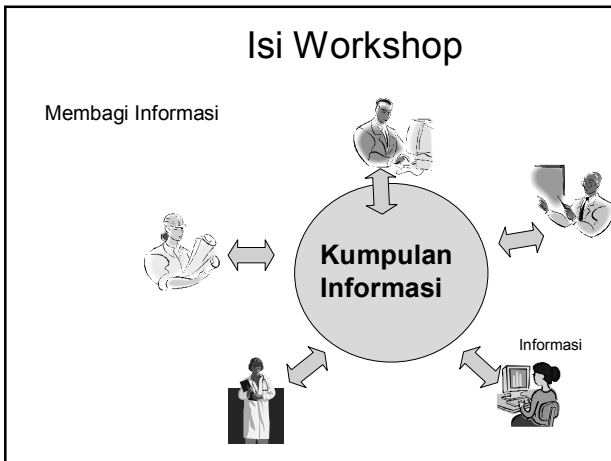 Isi Workshop
Membagi Informasi
Kumpulan
Informasi
Informasi